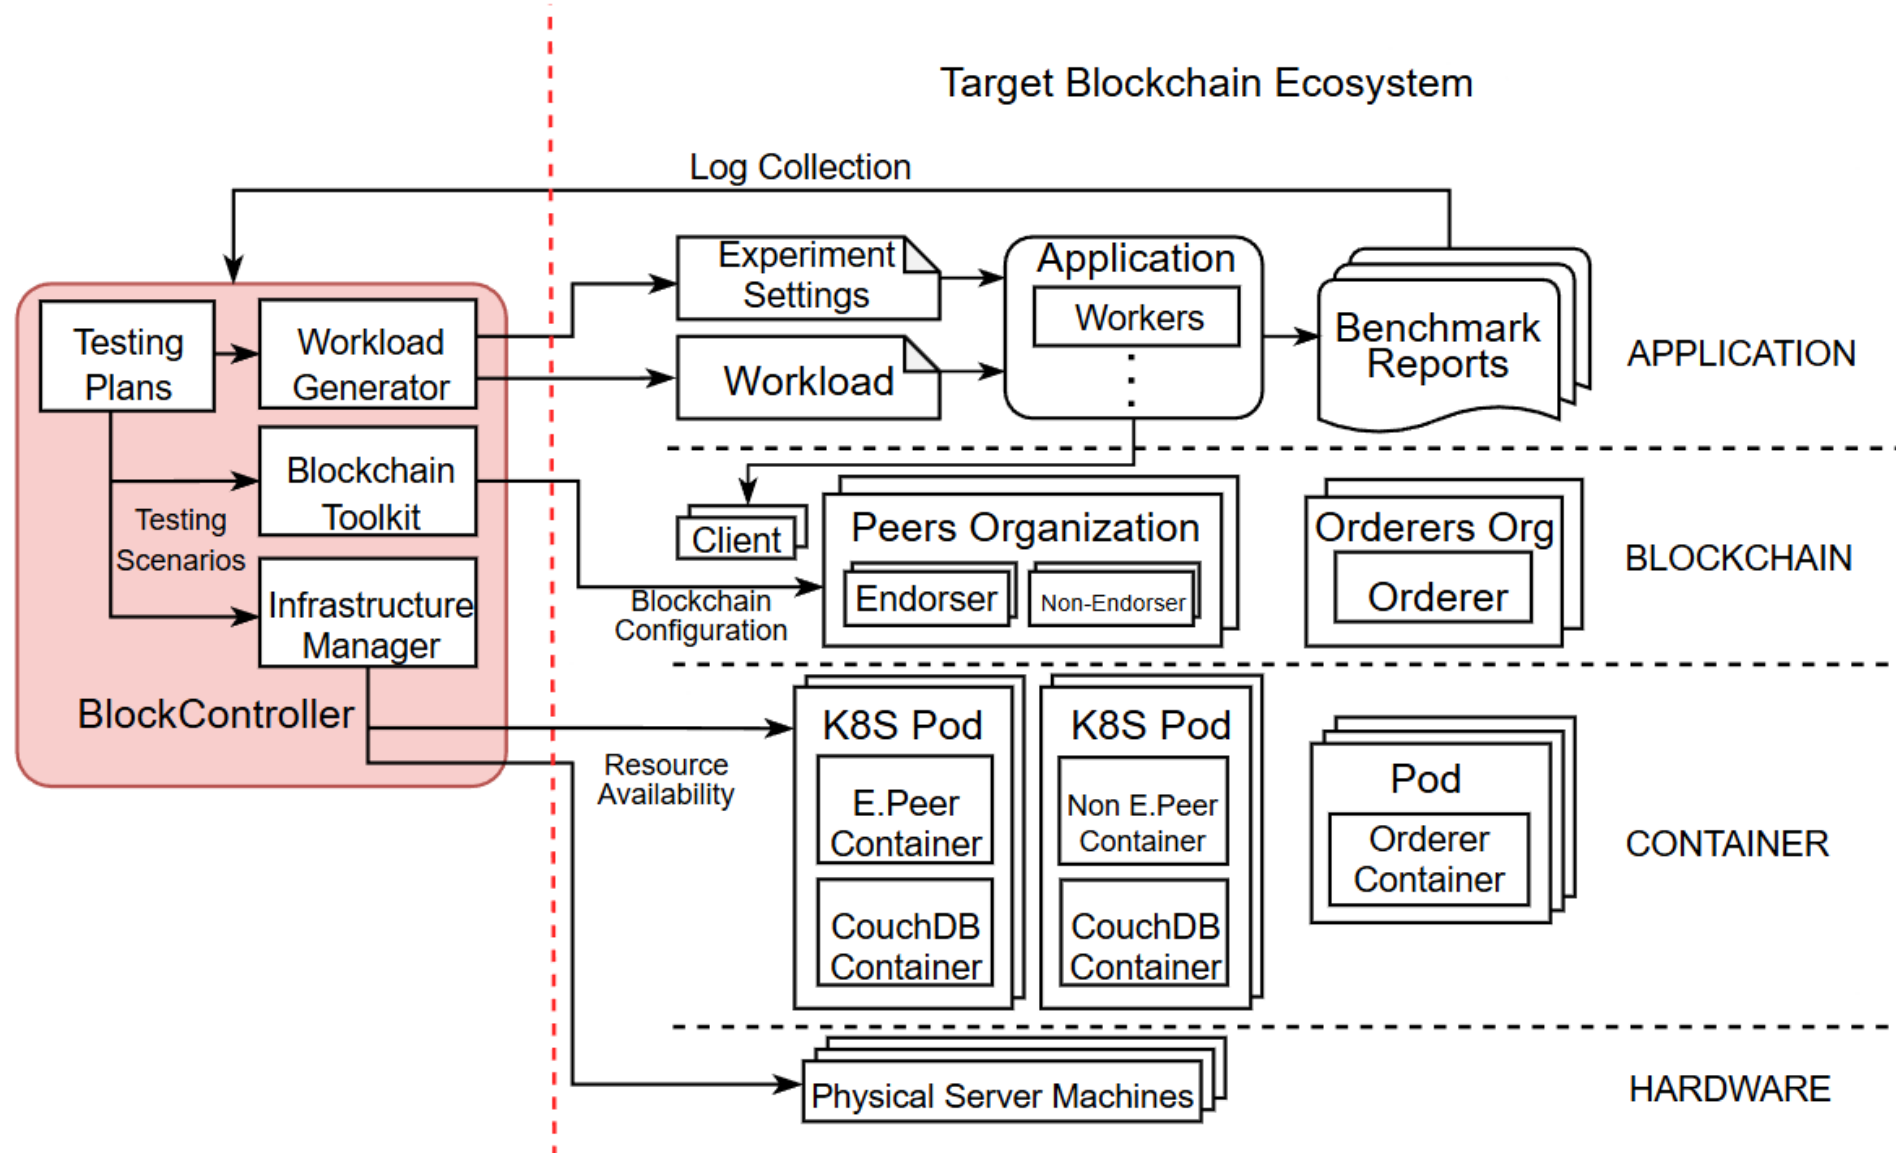 Target Blockchain Ecosystem
Log Collection
Testing
Plans
Workload
Generator
Blockchain
Toolkit
Testing
Scenarios
Infrastructure
Manager
BlockController
Experiment
Settings
Workload
Application
Workers
Benchmark
Reports
APPLICATION
Client
Peers Organization
Endorser
Non-Endorser
Orderers Org
Orderer
BLOCKCHAIN
Blockchain
Configuration
Resource
Availability
K8S Pod
E.Peer
Container
CouchDB
Container
K8S Pod
Non E.Peer
Container
CouchDB
Container
Pod
Orderer
Container
CONTAINER
Physical Server Machines
HARDWARE